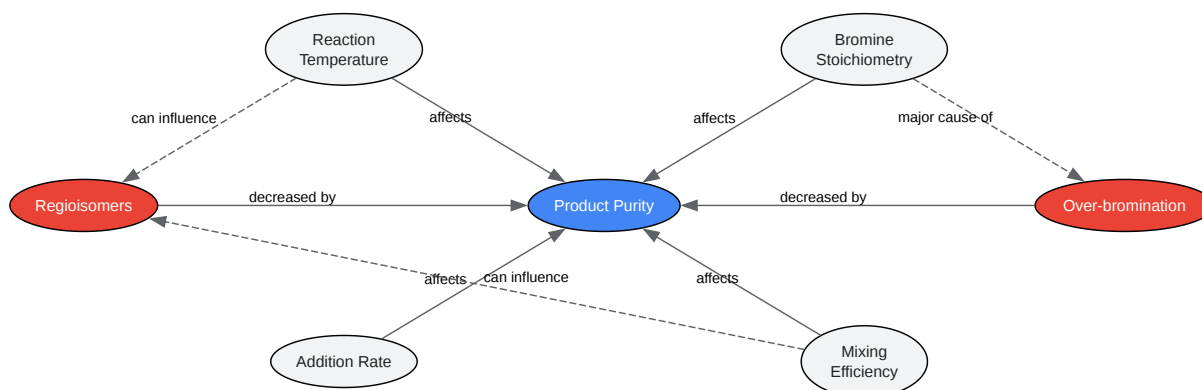 Reaction
Temperature
Bromine
Stoichiometry
can influence
affects
affects
major cause of
Regioisomers
decreased by
Product Purity
decreased by
Over-bromination
affects
can influence
affects
Addition Rate
Mixing
Efficiency